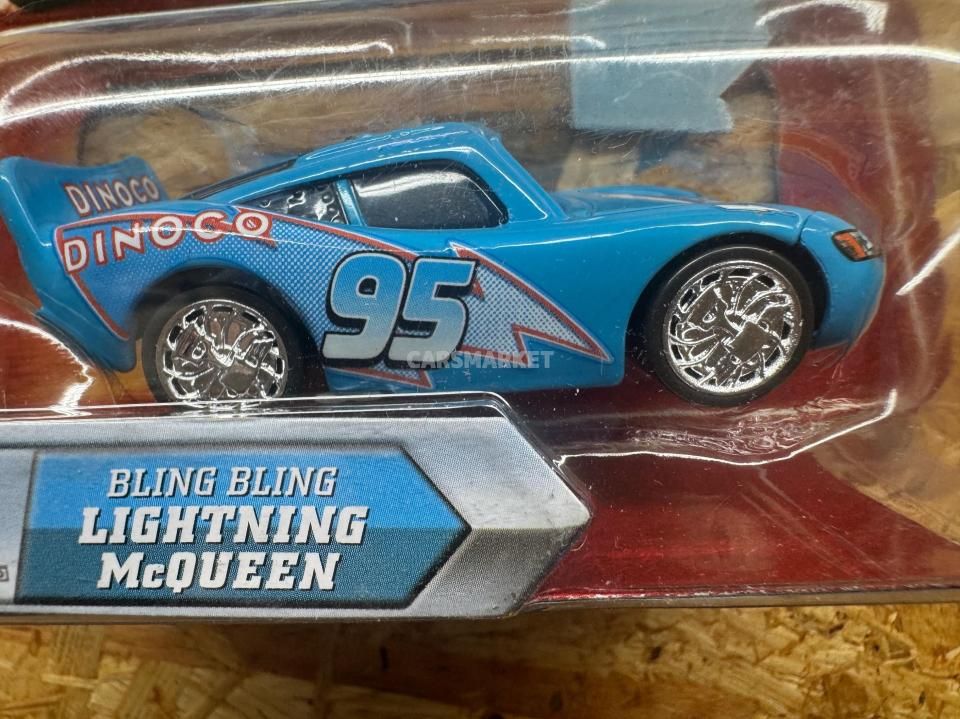 DINOCO
DINOCO
95
CARSMARKET
BLING BLING
LIGHTNING
McQUEEN